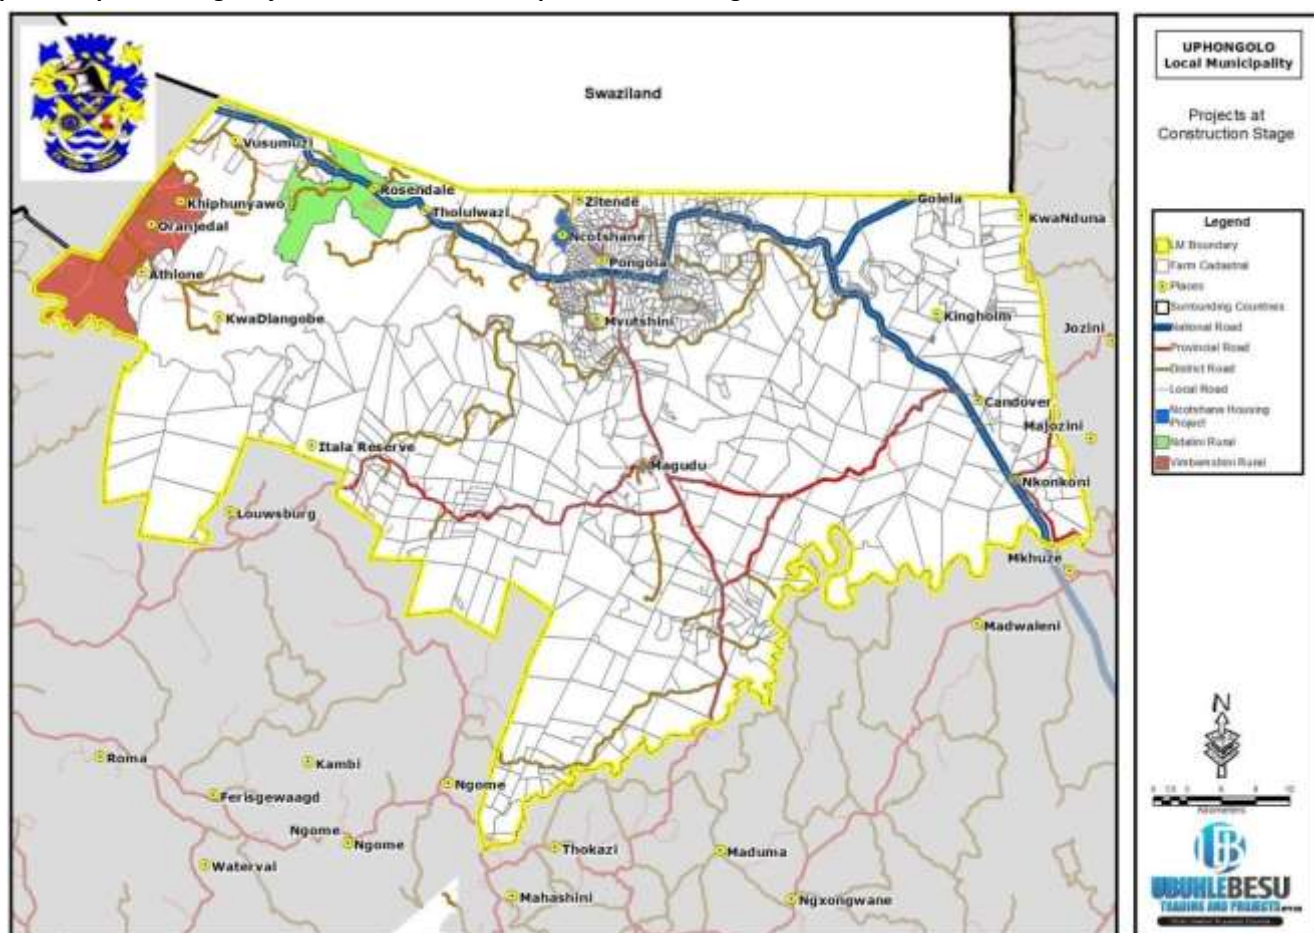 Swaziland
Vusumuzi
Rosendale
Khiphunyawo
Zitende
Golela
Tholulwazi
KwaNduna
Oranjedal
Ncotshane
Pongola
Athlone
KwaDlangobe
Mvutshini
Kingholm
Jozini
Candover
Majozini
Itala Reserve
Magudu
Nkonkoni
Louwsburg
Mkhuze
Madwaleni
Roma
Kambi
Ngome
Ferisgewaagd
Ngome
Ngome
Waterval
Thokazi
Maduma
Mahashini
Ngxongwane
UPHONGOLO
Local Municipality
Projects at
Construction Stage
Legend
LM Boundary
Farm Cadastral
Places
Surrounding Countries
National Road
Provincial Road
District Road
Local Road
Ncotshane Housing
Project
Ndalini Rural
N
Kilometers
UBUHLEBESU
TRADING AND PROJECTS